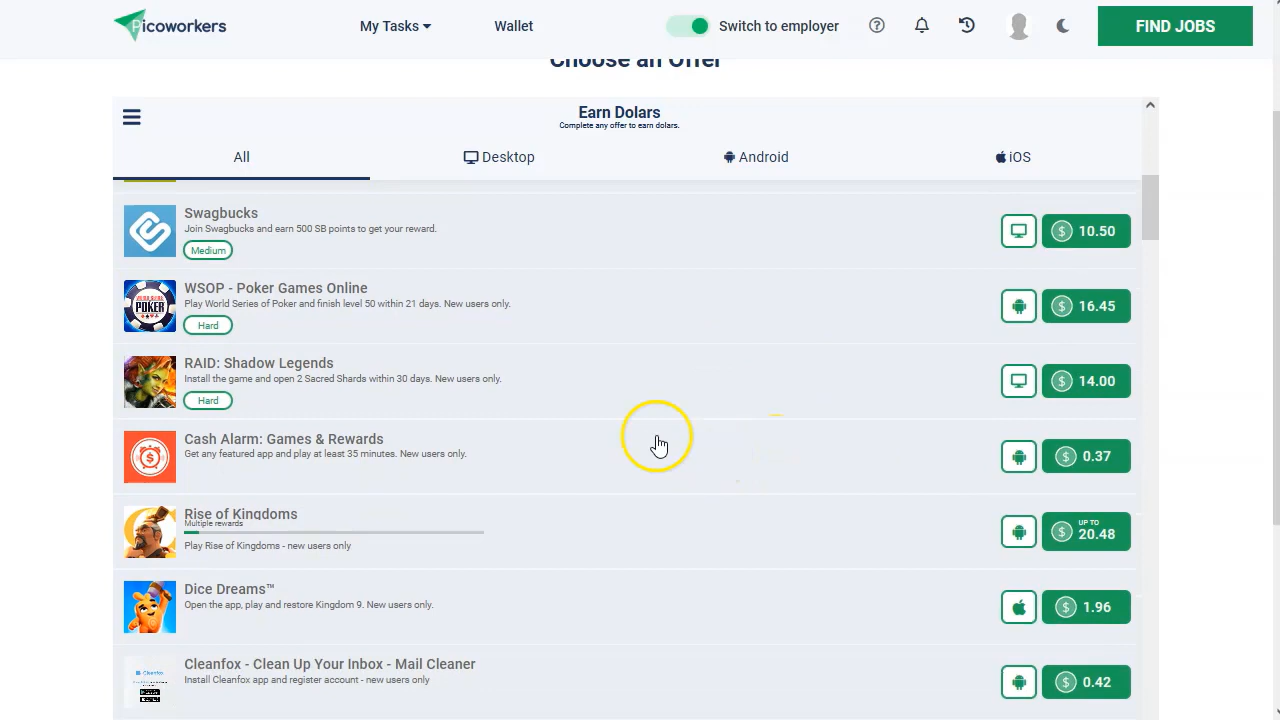 Picoworkers
My Tasks
Wallet
Switch to employer
FIND JOBS
Choose an Offer
Earn Dolars
Complete any offer to earn dolars.
All
Desktop
Android
iOS
Swagbucks
Join Swagbucks and earn 500 SB points to get your reward.
Medium
$ 10.50
WSOP - Poker Games Online
Play World Series of Poker and finish level 50 within 21 days. New users only.
Hard
POKER
$ 16.45
RAID: Shadow Legends
Install the game and open 2 Sacred Shards within 30 days. New users only.
Hard
$ 14.00
Cash Alarm: Games & Rewards
Get any featured app and play at least 35 minutes. New users only.
$
$ 0.37
Rise of Kingdoms
Multiple rewards
Play Rise of Kingdoms - new users only
UP TO
$ 20.48
Dice Dreams™
Open the app, play and restore Kingdom 9. New users only.
$ 1.96
Cleanfox - Clean Up Your Inbox - Mail Cleaner
Install Cleanfox app and register account - new users only
Cleanfox
$ 0.42